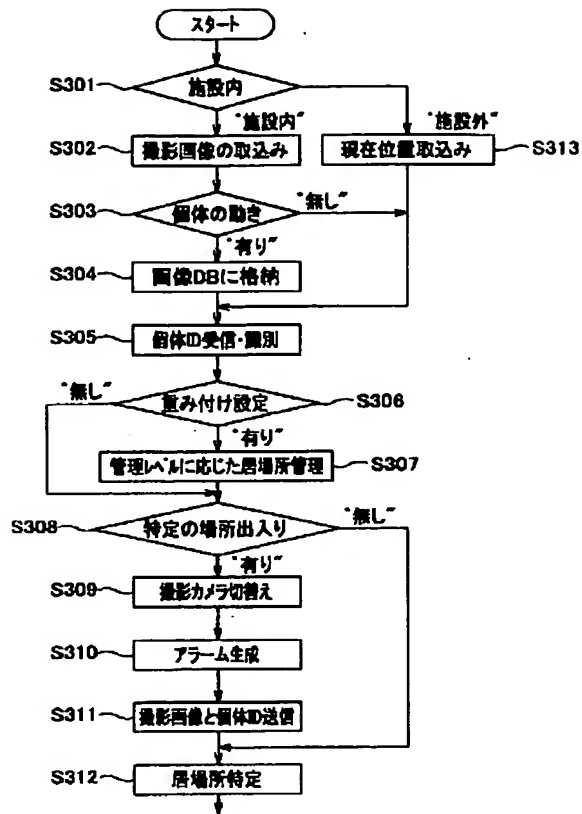 スタート
S301
施設内
"施設内"
"施設外"
S302
撮影画像の取込み
現在位置取込み
S313
S303
個体の動き
"無し"
"有り"
S304
画像DBに格納
S305
個体ID受信・識別
"無し"
重み付け設定
S306
"有り"
管理レベルに応じた居場所管理
S307
S308
特定の場所出入り
"無し"
"有り"
S309
撮影カメラ切替え
S310
アラーム生成
S311
撮影画像と個体ID送信
S312
居場所特定